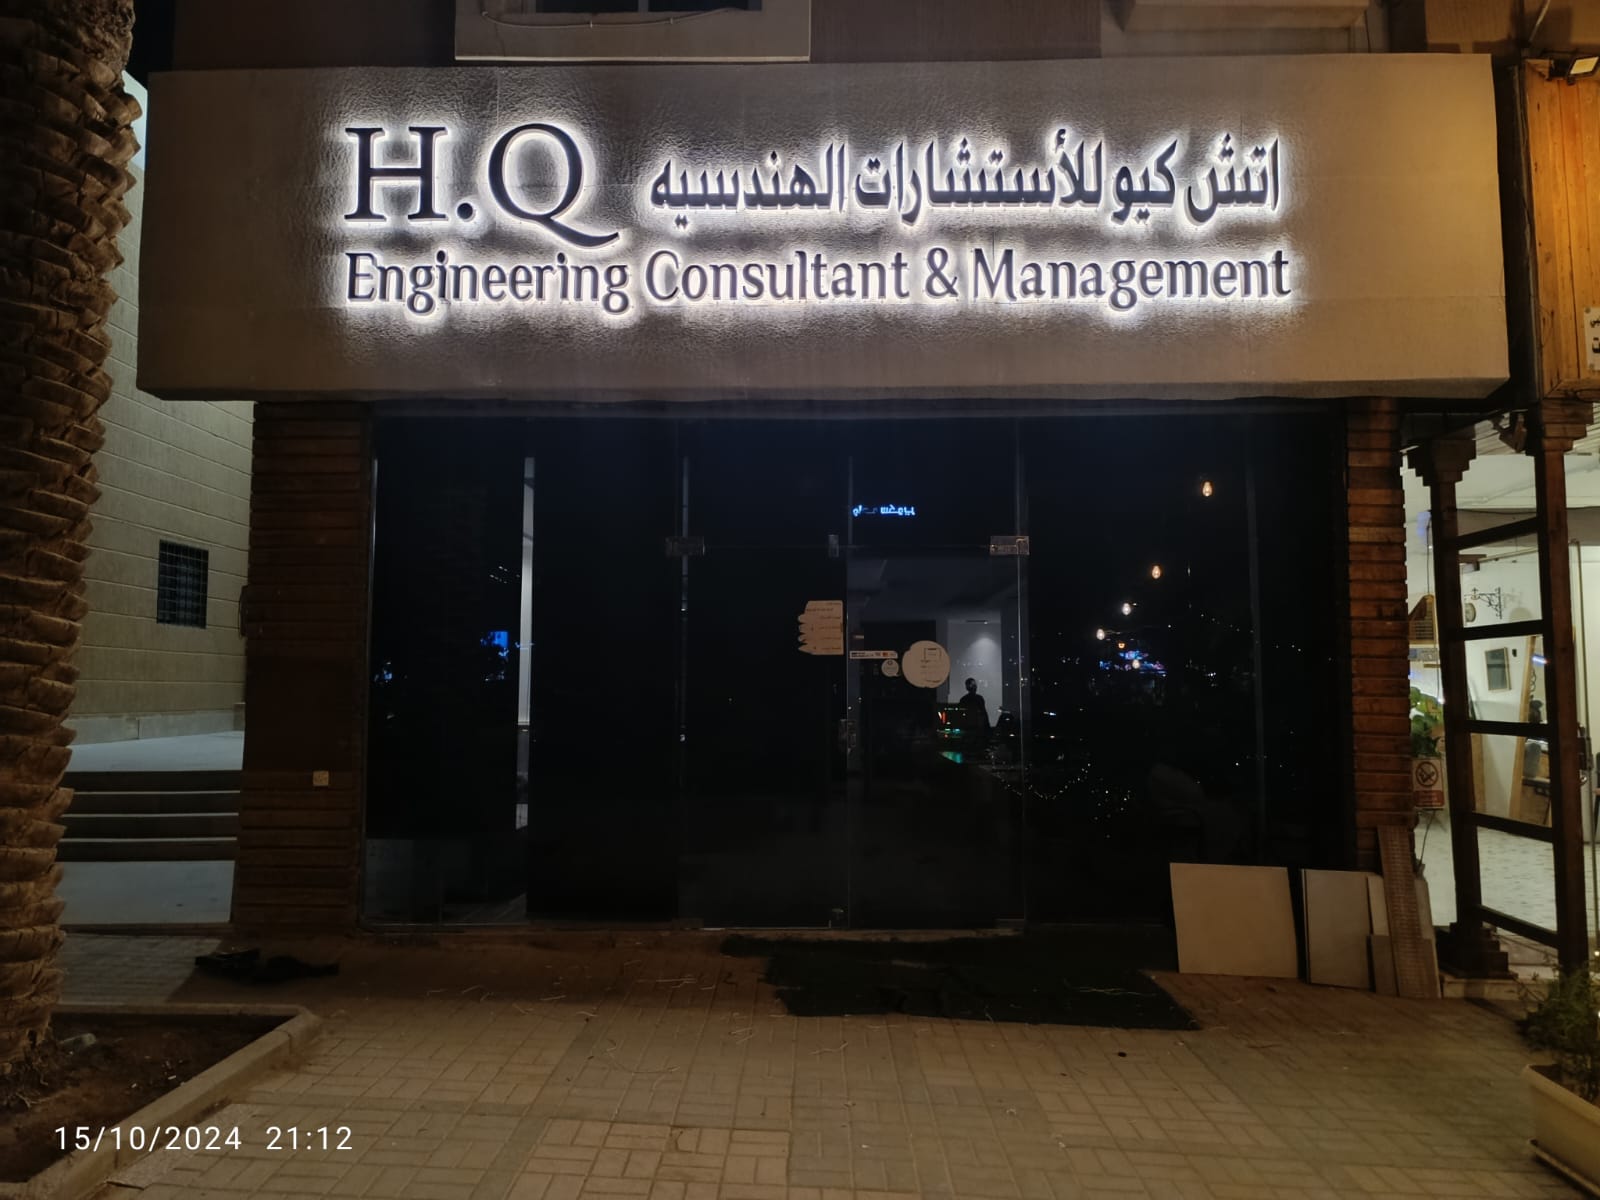 H.Q اتش كيو للأستشارات الهندسيه
Engineering Consultant & Management
15/10/2024 21:12